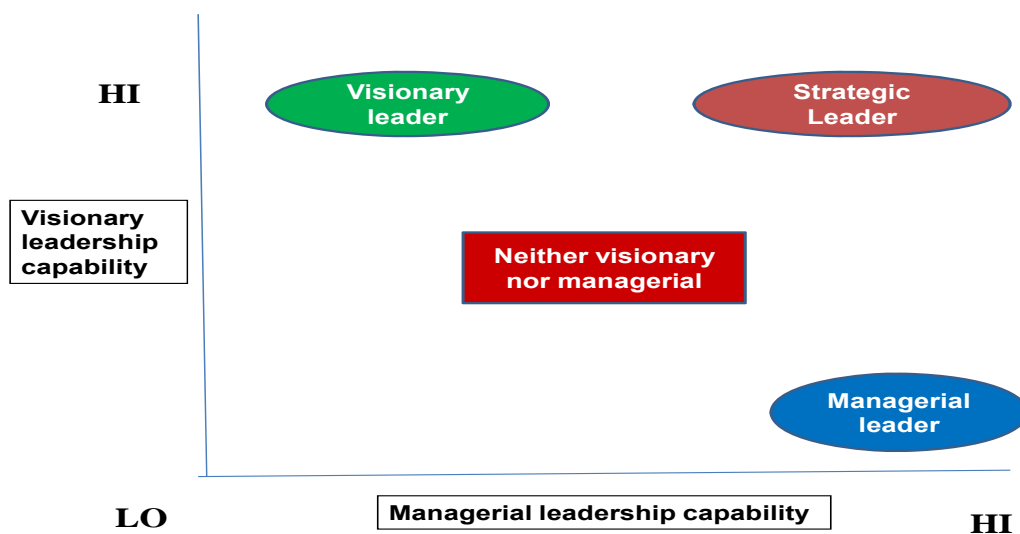 HI
Visionary
leader
Strategic
Leader
Visionary
leadership
capability
Neither visionary
nor managerial
Managerial
leader
LO
Managerial leadership capability
HI